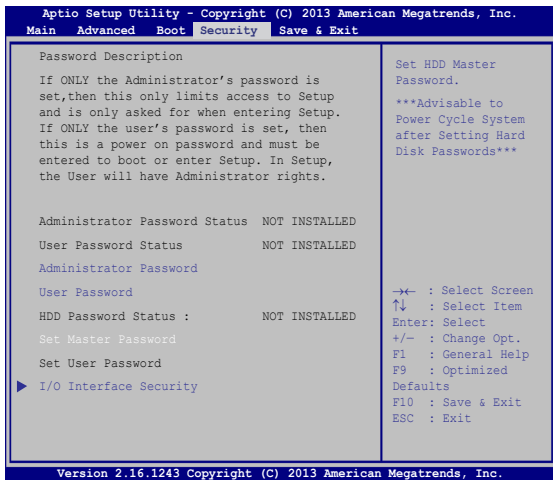 Aptio Setup Utility - Copyright (C) 2013 American Megatrends, Inc.
Main Advanced Boot Security Save & Exit
Password Description
If ONLY the Administrator's password is
set,then this only limits access to Setup
and is only asked for when entering Setup.
If ONLY the user's password is set, then
this is a power on password and must be
entered to boot or enter Setup. In Setup,
the User will have Administrator rights.
Administrator Password Status NOT INSTALLED
User Password Status NOT INSTALLED
Administrator Password
User Password
HDD Password Status : NOT INSTALLED
Set Master Password
Set User Password
I/O Interface Security
Set HDD Master
Password.
***Advisable to
Power Cycle System
after Setting Hard
Disk Passwords***
→← : Select Screen
↑↓ : Select Item
Enter: Select
+/− : Change Opt.
F1 : General Help
F9 : Optimized
Defaults
F10 : Save & Exit
ESC : Exit
Version 2.16.1243 Copyright (C) 2013 American Megatrends, Inc.